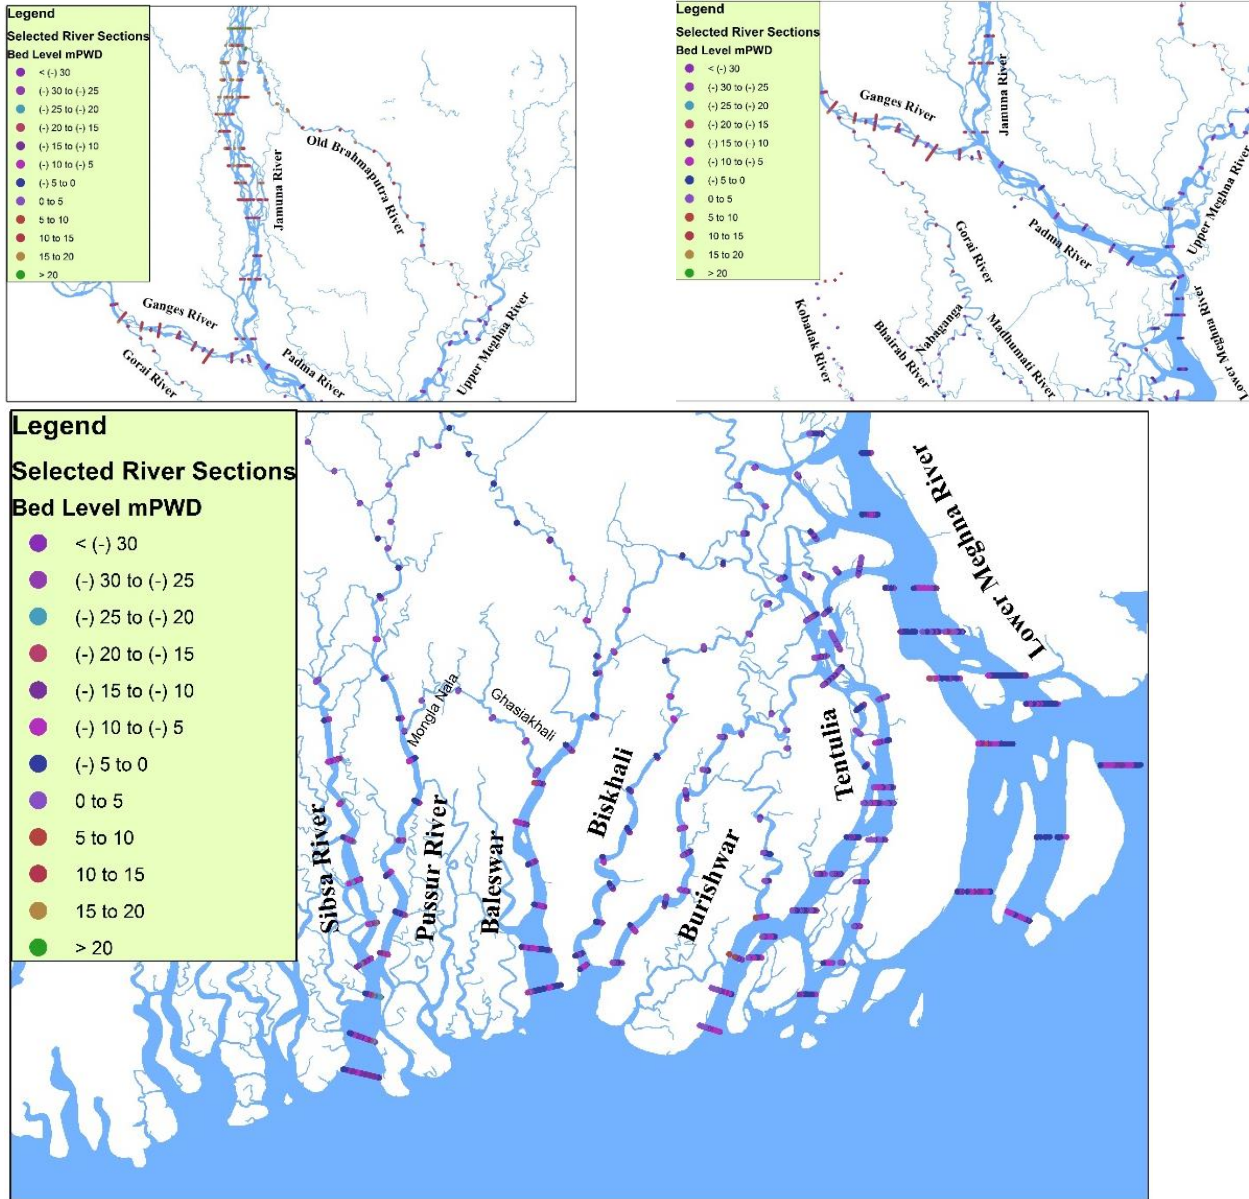 Legend
Selected River Sections
Bed Level mPWD
< (-) 30
(-) 30 to (-) 25
(-) 25 to (-) 20
(-) 20 to (-) 15
(-) 15 to (-) 10
(-) 10 to (-) 5
(-) 5 to 0
0 to 5
5 to 10
10 to 15
15 to 20
> 20
Jamuna River
Old Brahmaputra River
Ganges River
Gorai River
Padma River
Upper Meghna River
Legend
Selected River Sections
Bed Level mPWD
< (-) 30
(-) 30 to (-) 25
(-) 25 to (-) 20
(-) 20 to (-) 15
(-) 15 to (-) 10
(-) 10 to (-) 5
(-) 5 to 0
0 to 5
5 to 10
10 to 15
15 to 20
> 20
Ganges River
Jamuna River
Upper Meghna River
Padma River
Gorai River
Kobadak River
Bhairab River
Nabaganga
Madhumati River
Lower Meghna River
Legend
Selected River Sections
Bed Level mPWD
< (-) 30
(-) 30 to (-) 25
(-) 25 to (-) 20
(-) 20 to (-) 15
(-) 15 to (-) 10
(-) 10 to (-) 5
(-) 5 to 0
0 to 5
5 to 10
10 to 15
15 to 20
> 20
Lower Meghna River
Mongla Nala
Ghasiakhali
Sibsa River
Pussur River
Baleswar
Biskhali
Burishwar
Tentulia